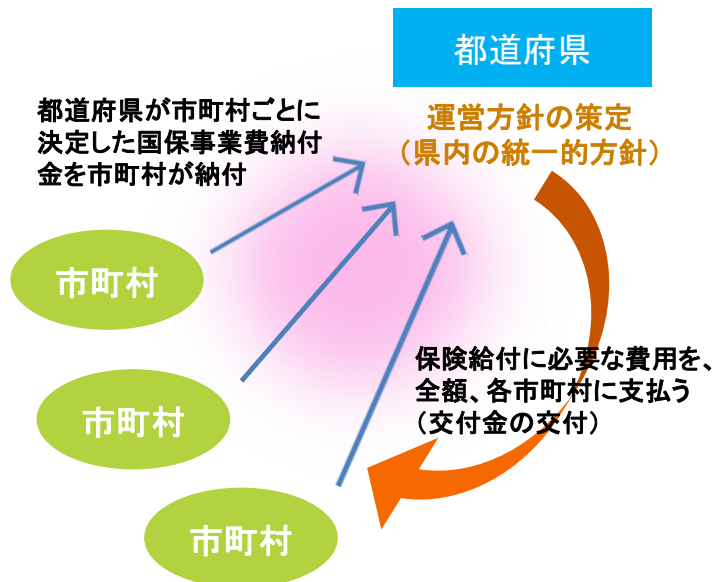 都道府県
運営方針の策定
（県内の統一的方針）
都道府県が市町村ごとに
決定した国保事業費納付
金を市町村が納付
市町村
市町村
市町村
保険給付に必要な費用を、
全額、各市町村に支払う
（交付金の交付）